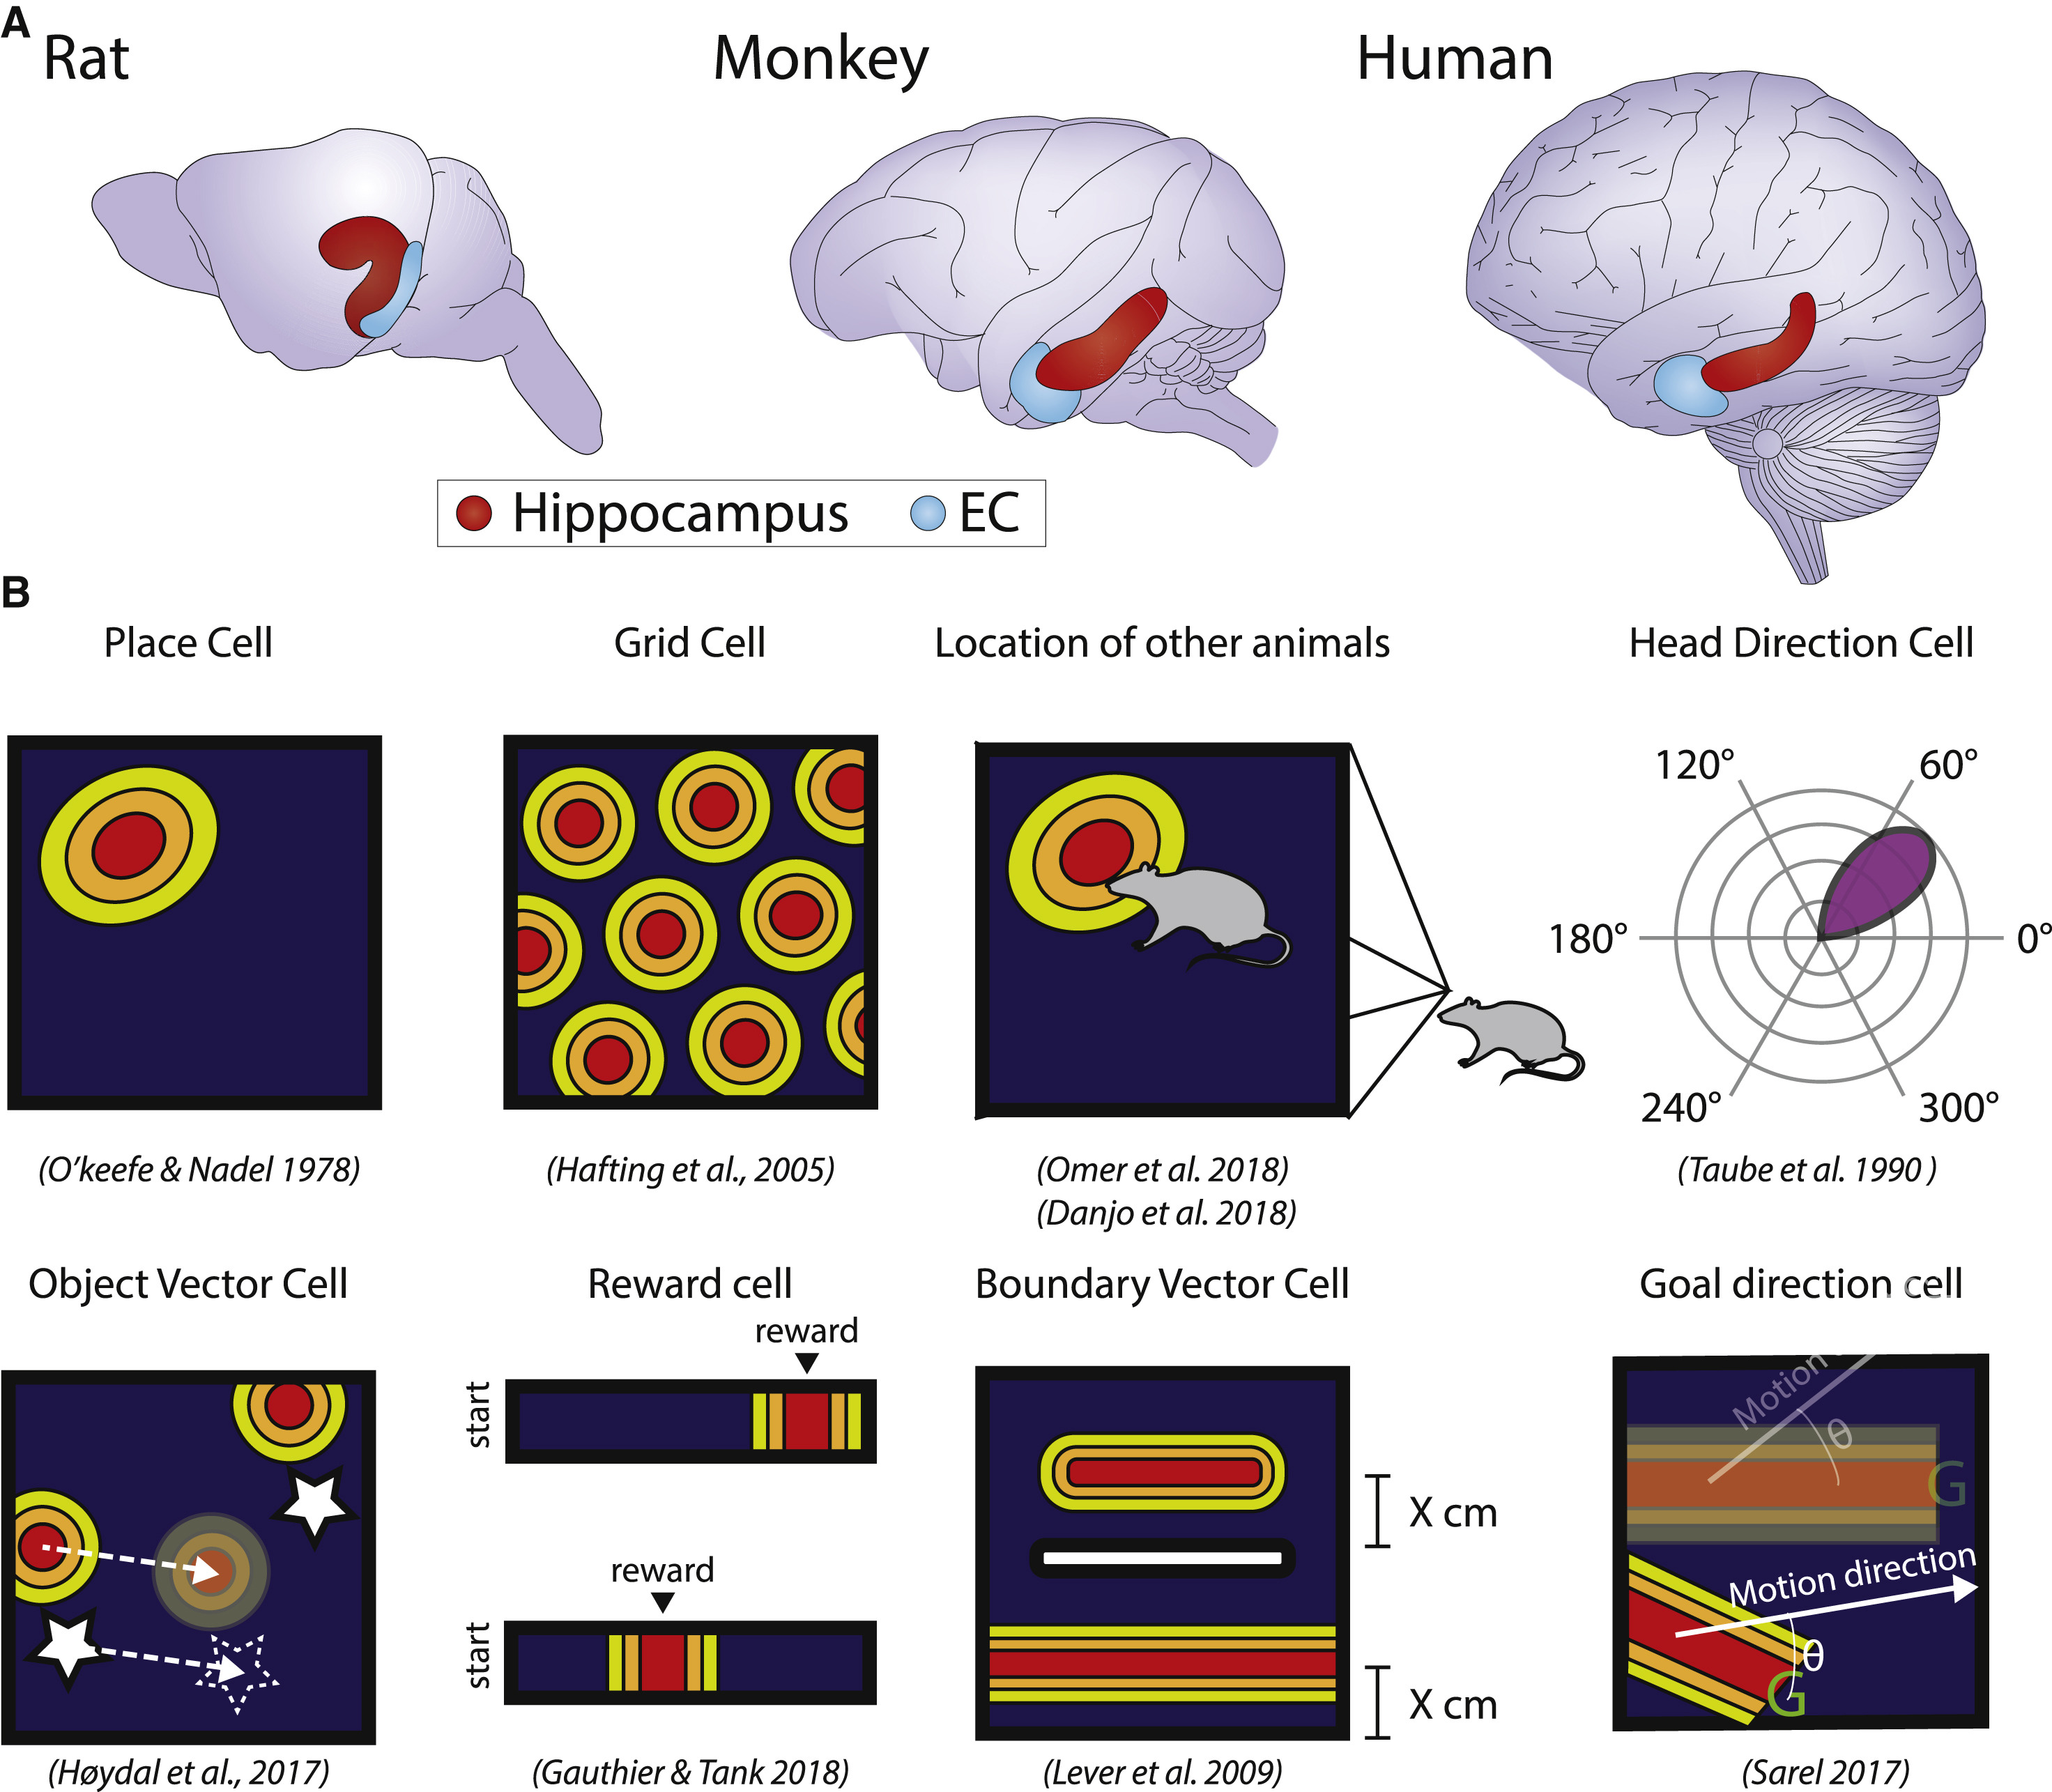 A
Rat
Monkey
Human
Hippocampus
EC
B
Place Cell
Grid Cell
Location of other animals
Head Direction Cell
120°
60°
180°
0°
240°
300°
(O'keefe & Nadel 1978)
(Hafting et al., 2005)
(Omer et al. 2018)
(Danjo et al. 2018)
(Taube et al. 1990 )
Object Vector Cell
Reward cell
Boundary Vector Cell
Goal direction cell
reward
start
reward
start
X cm
X cm
Motion
θ
G
Motion direction
θ
G
(Høydal et al., 2017)
(Gauthier & Tank 2018)
(Lever et al. 2009)
(Sarel 2017)